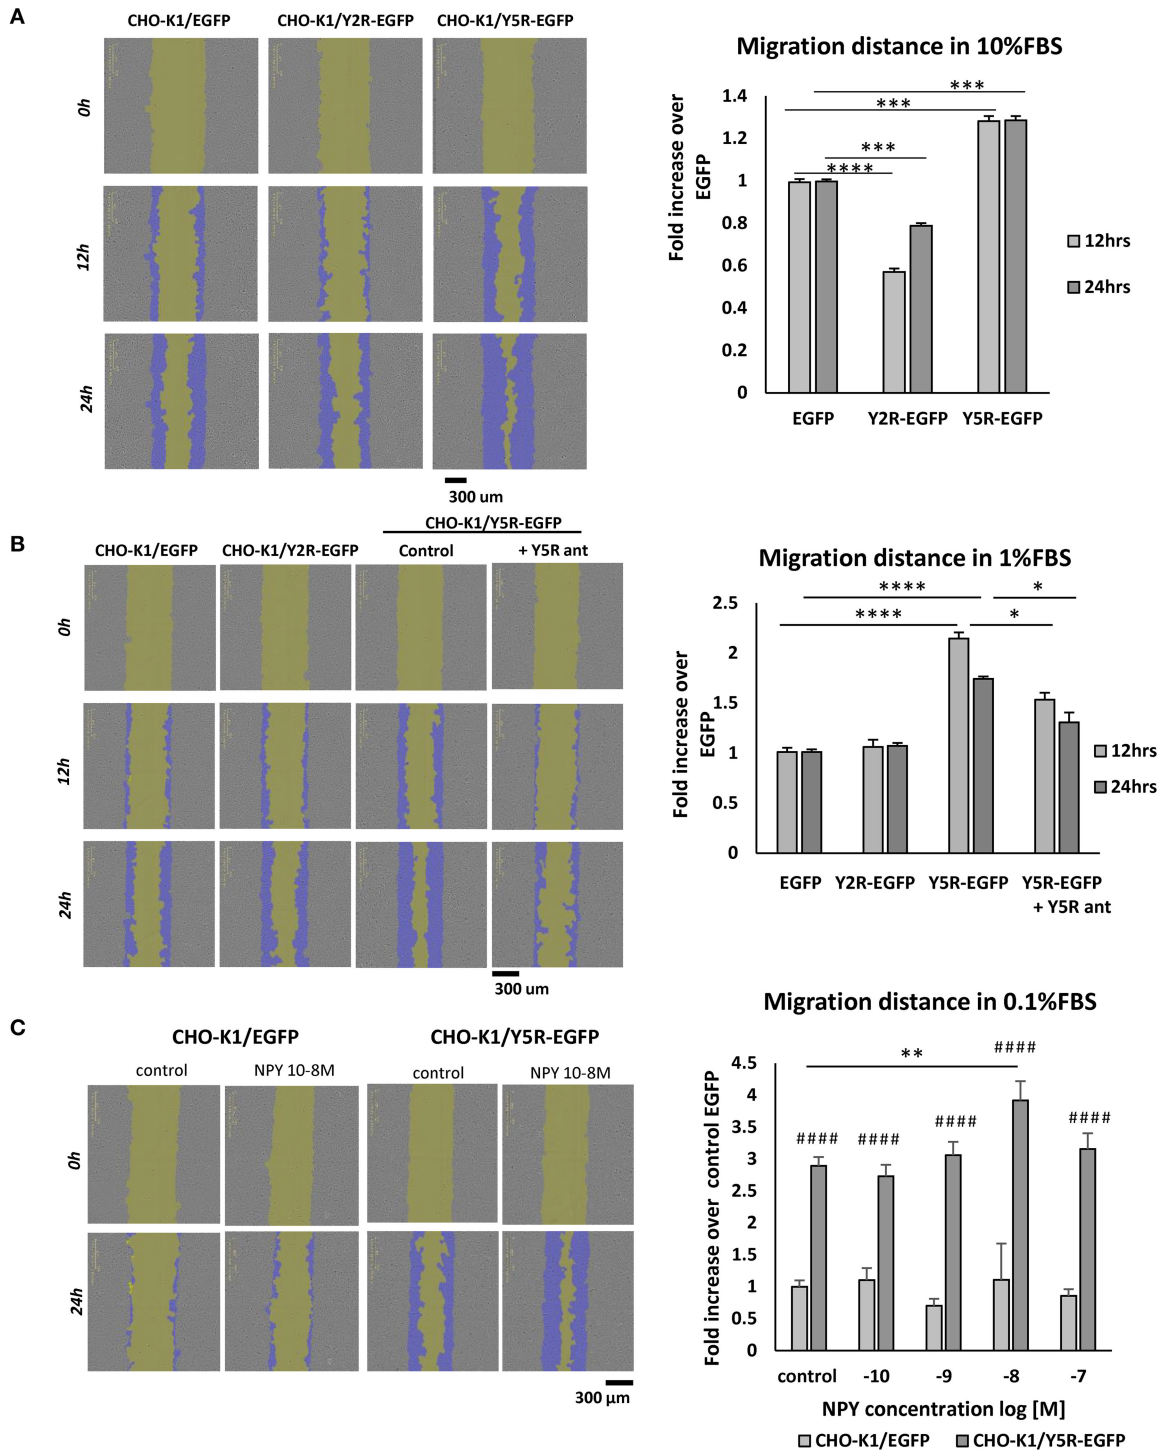 A
CHO-K1/EGFP
CHO-K1/Y2R-EGFP
CHO-K1/Y5R-EGFP
0h
12h
24h
300 um
Migration distance in 10%FBS
Fold increase over
EGFP
1.4
1.2
1
0.8
0.6
0.4
0.2
0
***
***
***
****
EGFP
Y2R-EGFP
Y5R-EGFP
12hrs
24hrs
B
CHO-K1/EGFP
CHO-K1/Y2R-EGFP
CHO-K1/Y5R-EGFP
Control
+ Y5R ant
0h
12h
24h
300 um
Migration distance in 1%FBS
Fold increase over
EGFP
2.5
2
1.5
1
0.5
0
****
*
****
*
EGFP
Y2R-EGFP
Y5R-EGFP
Y5R-EGFP
+ Y5R ant
12hrs
24hrs
C
CHO-K1/EGFP
CHO-K1/Y5R-EGFP
control
NPY 10-8M
control
NPY 10-8M
0h
24h
300 µm
Migration distance in 0.1%FBS
Fold increase over control EGFP
4.5
4
3.5
3
2.5
2
1.5
1
0.5
0
**
####
####
####
####
####
control
-10
-9
-8
-7
NPY concentration log [M]
CHO-K1/EGFP
CHO-K1/Y5R-EGFP